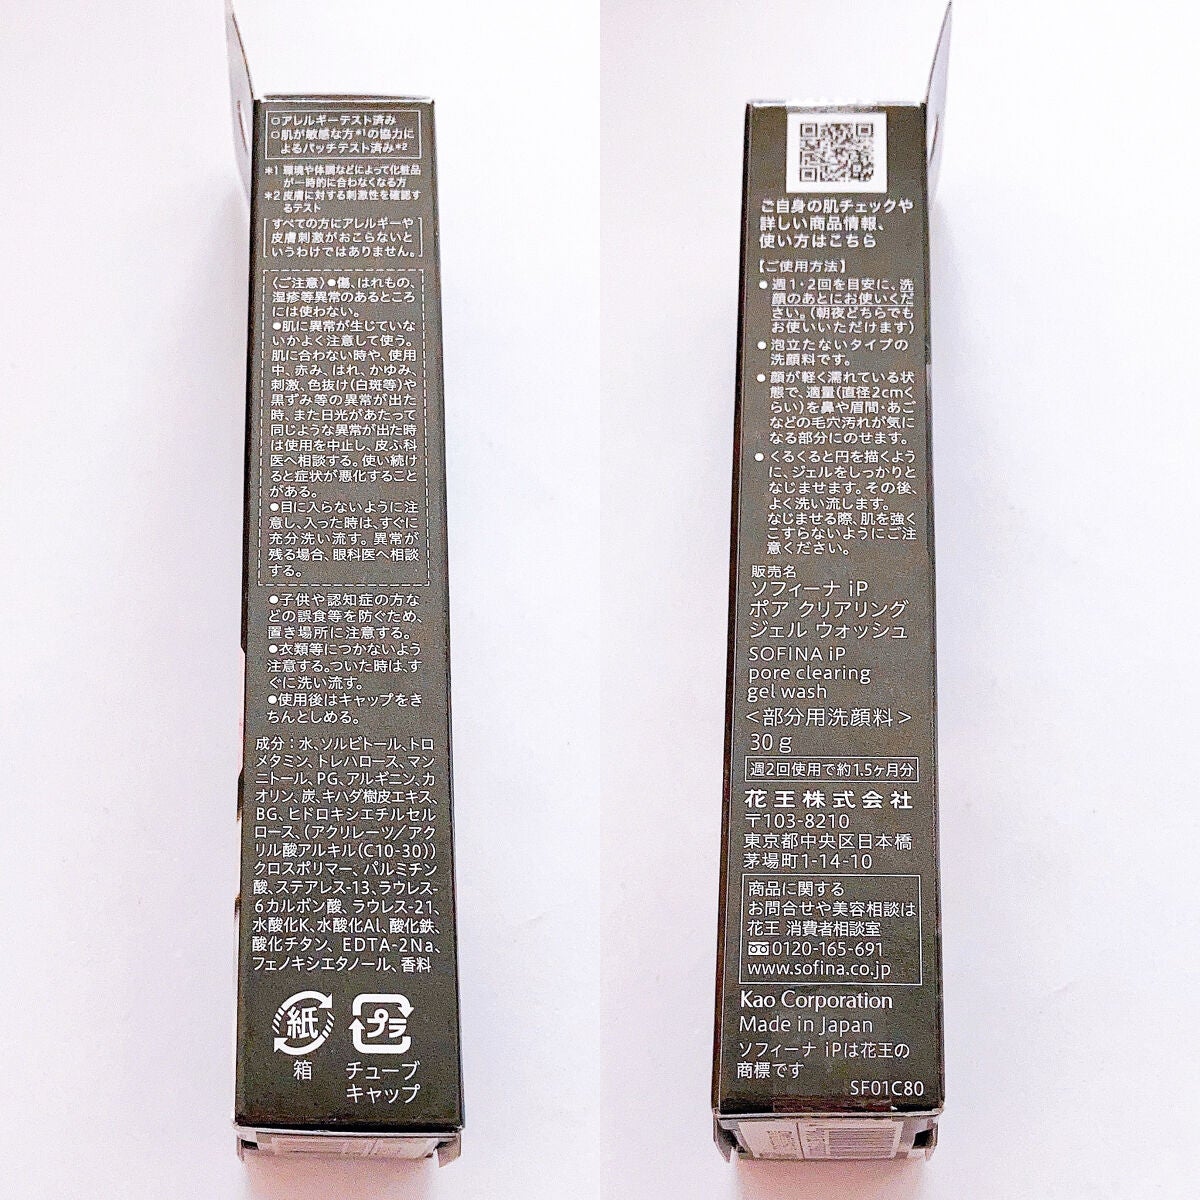 ○アレルギーテスト済み
○肌が敏感な方*1の協力に
よるパッチテスト済み*2
*1 環境や体調などによって化粧品
が一時的に合わなくなる方
*2 皮膚に対する刺激性を確認す
るテスト
すべての方にアレルギーや
皮膚刺激がおこらないと
いうわけではありません。
〈ご注意〉●傷、はれもの、
湿疹等異常のあるところ
には使わない。
●肌に異常が生じていな
いかよく注意して使う。
肌に合わない時や、使用
中、赤み、はれ、かゆみ、
刺激、色抜け(白斑等)や
黒ずみ等の異常が出た
時、また日光があたって
同じような異常が出た時
は使用を中止し、皮ふ科
医へ相談する。使い続け
ると症状が悪化すること
がある。
●目に入らないように注
意し、入った時は、すぐに
充分洗い流す。異常が
残る場合、眼科医へ相談
する。
●子供や認知症の方な
どの誤食等を防ぐため、
置き場所に注意する。
●衣類等につかないよう
注意する。ついた時は、す
ぐに洗い流す。
●使用後はキャップをき
ちんとしめる。
成分：水、ソルビトール、トロ
メタミン、トレハロース、マン
ニトール、PG、アルギニン、カ
オリン、炭、キハダ樹皮エキス、
BG、ヒドロキシエチルセル
ロース、(アクリレーツ/アク
リル酸アルキル(C10-30))
クロスポリマー、パルミチン
酸、ステアレス-13、ラウレス-
6カルボン酸、ラウレス-21、
水酸化K、水酸化Al、酸化鉄、
酸化チタン、EDTA-2Na、
フェノキシエタノール、香料
紙
箱
プラ
チューブ
キャップ
ご自身の肌チェックや
詳しい商品情報、
使い方はこちら
【ご使用方法】
●週1・2回を目安に、洗
顔のあとにお使いくだ
さい。(朝夜どちらでも
お使いいただけます)
●泡立たないタイプの
洗顔料です。
●顔が軽く濡れている状
態で、適量(直径2cmく
らい)を鼻や眉間・あご
などの毛穴汚れが気に
なる部分にのせます。
●くるくると円を描くよう
に、ジェルをしっかりと
なじませます。その後、
よく洗い流します。
なじませる際、肌を強く
こすらないようにご注
意ください。
販売名
ソフィーナ iP
ポア クリアリング
ジェル ウォッシュ
SOFINA iP
pore clearing
gel wash
＜部分用洗顔料＞
30g
週2回使用で約1.5ヶ月分
花王株式会社
〒103-8210
東京都中央区日本橋
茅場町1-14-10
商品に関する
お問合せや美容相談は
花王 消費者相談室
0120-165-691
www.sofina.co.jp
Kao Corporation
Made in Japan
ソフィーナ iPは花王の
商標です
SF01C80